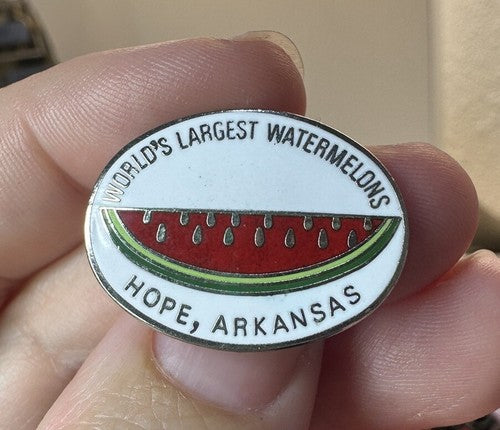 WORLD'S LARGEST WATERMELONS
HOPE, ARKANSAS